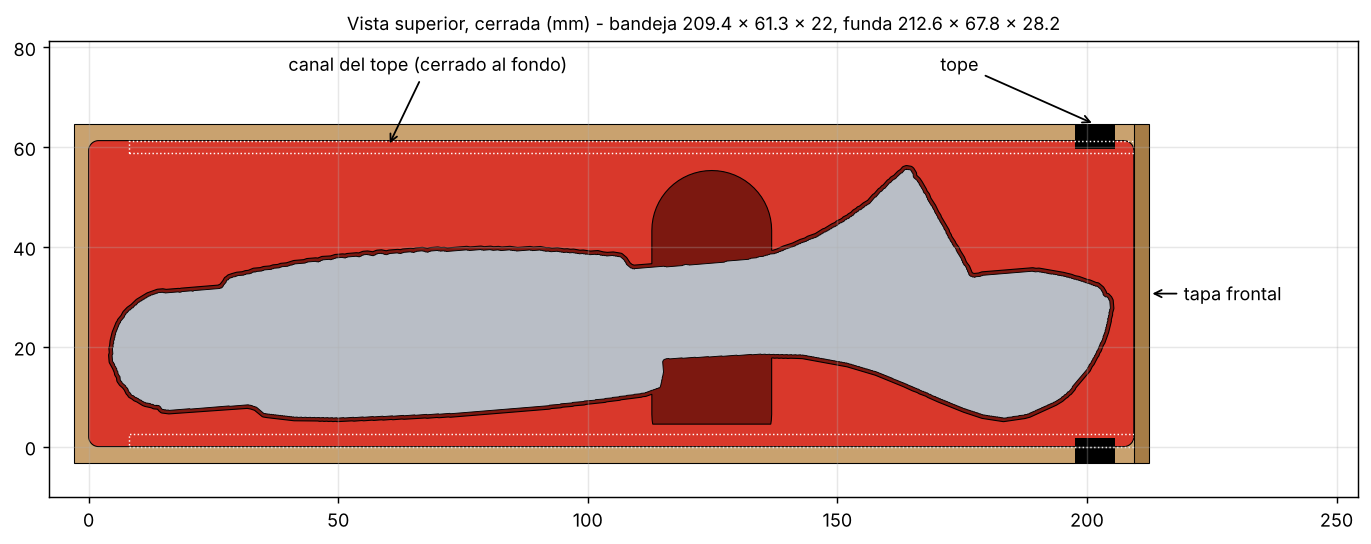 Vista superior, cerrada (mm) - bandeja 209.4 × 61.3 × 22, funda 212.6 × 67.8 × 28.2
80
canal del tope (cerrado al fondo)
tope
60
40
tapa frontal
20
0
0
50
100
150
200
250